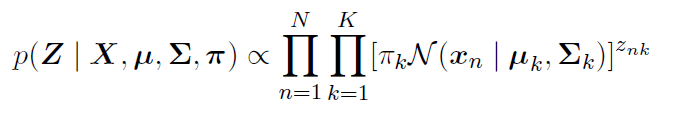 p(Z | X, μ, Σ, π) ∝ ∏_{n=1}^{N} ∏_{k=1}^{K} [π_k 𝒩(x_n | μ_k, Σ_k)]^{z_{nk}}